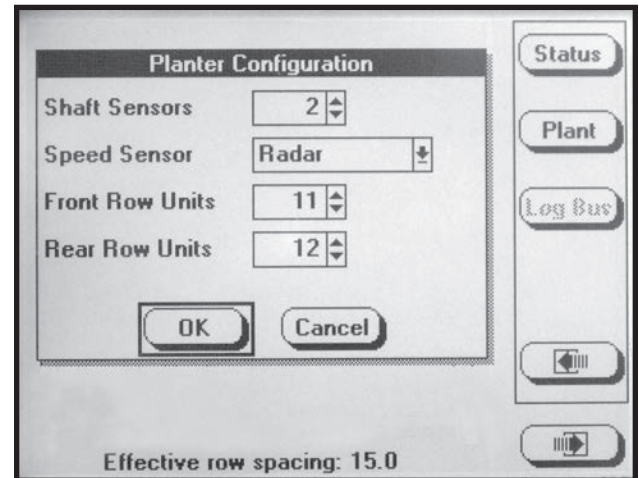 Planter Configuration
Shaft Sensors 2
Speed Sensor Radar
Front Row Units 11
Rear Row Units 12
OK Cancel
Effective row spacing: 15.0
Status
Plant
Log Bus